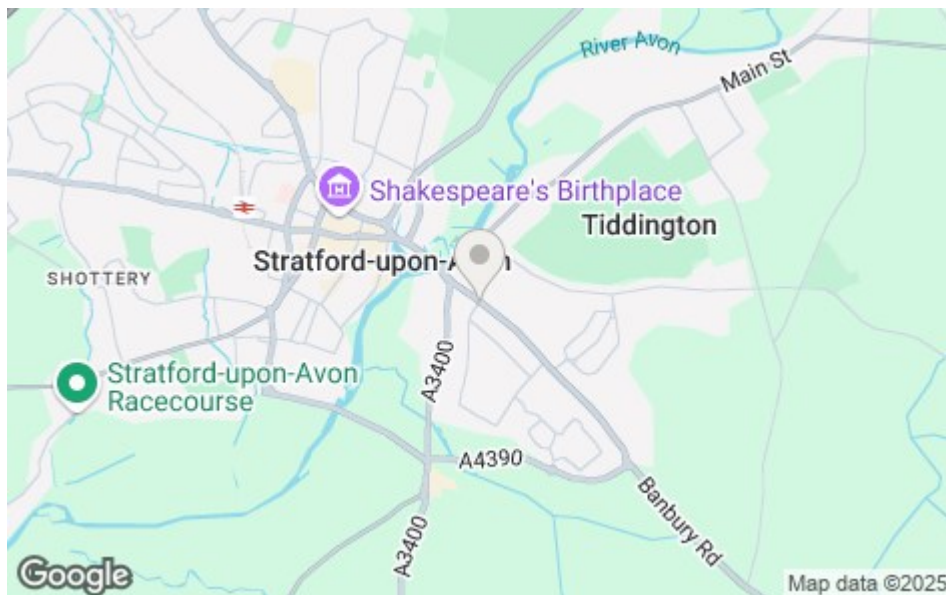 River Avon
Main St
Shakespeare's Birthplace
Tiddington
Stratford-upon-Avon
SHOTTERY
A3400
Stratford-upon-Avon
Racecourse
A4390
Banbury Rd
A3400
Google
Map data ©2025